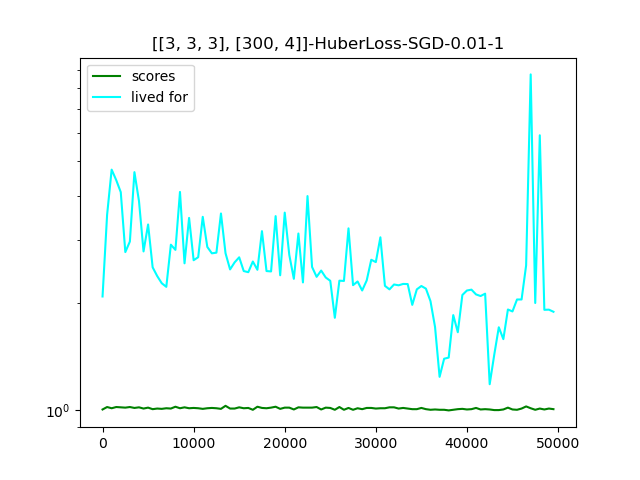 [[3, 3, 3], [300, 4]]-HuberLoss-SGD-0.01-1
scores
lived for
10⁰
0 10000 20000 30000 40000 50000